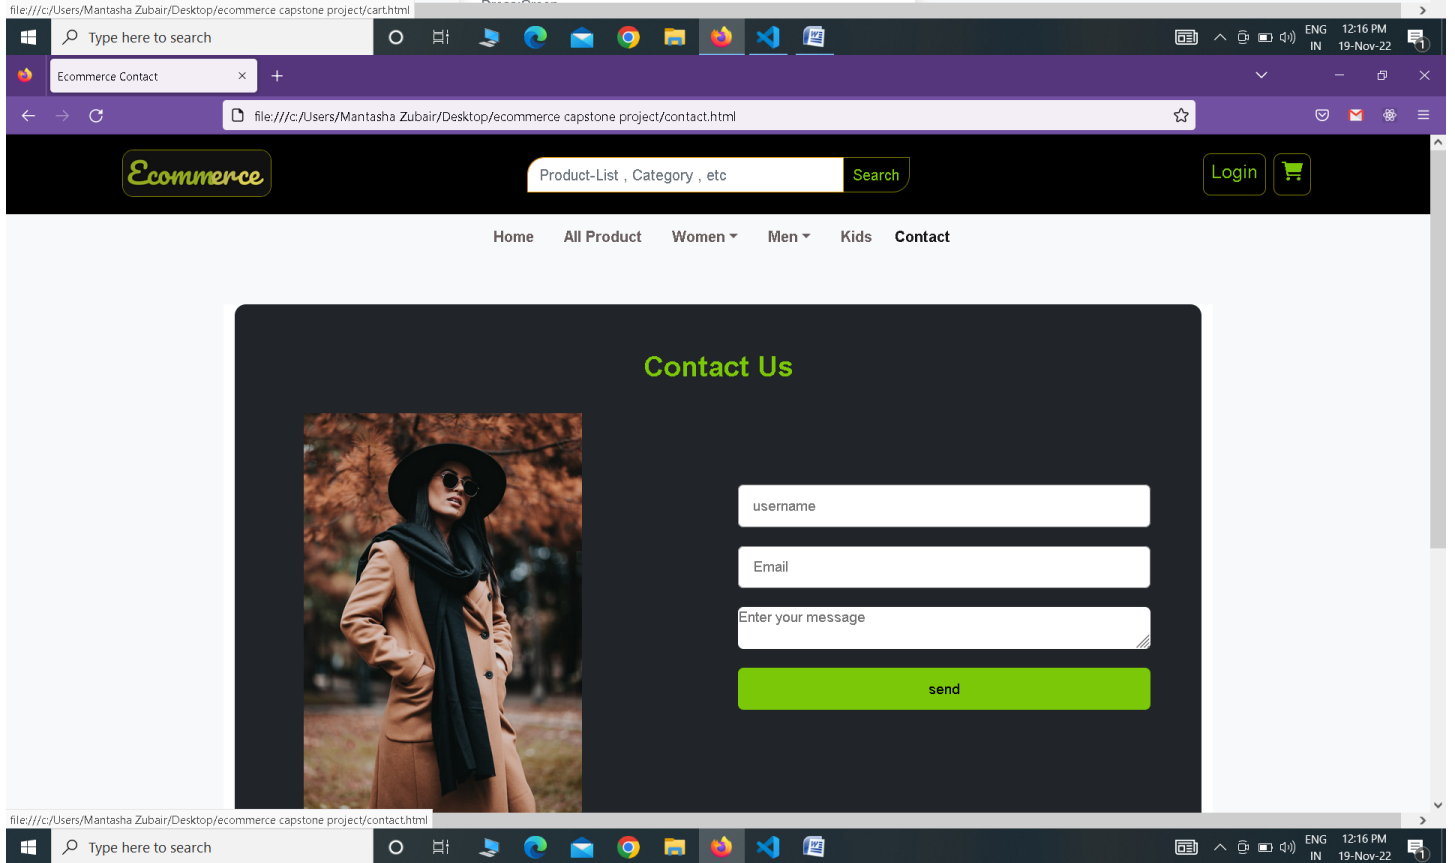 file:///c:/Users/Mantasha Zubair/Desktop/ecommerce capstone project/cart.html
Type here to search
ENG 12:16 PM
IN 19-Nov-22
1
Ecommerce Contact
file:///c:/Users/Mantasha Zubair/Desktop/ecommerce capstone project/contact.html
Ecommerce
Product-List , Category , etc
Search
Login
Home All Product Women Men Kids Contact
Contact Us
username
Email
Enter your message
send
file:///c:/Users/Mantasha Zubair/Desktop/ecommerce capstone project/contact.html
Type here to search
ENG 12:16 PM
IN 19-Nov-22
1